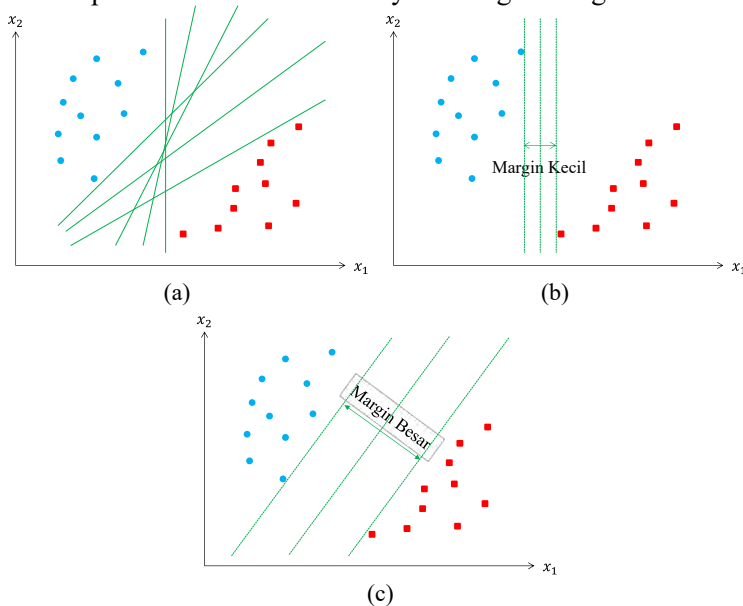 x₂
x₁
(a)
x₂
Margin Kecil
x₁
(b)
x₂
Margin Besar
x₁
(c)